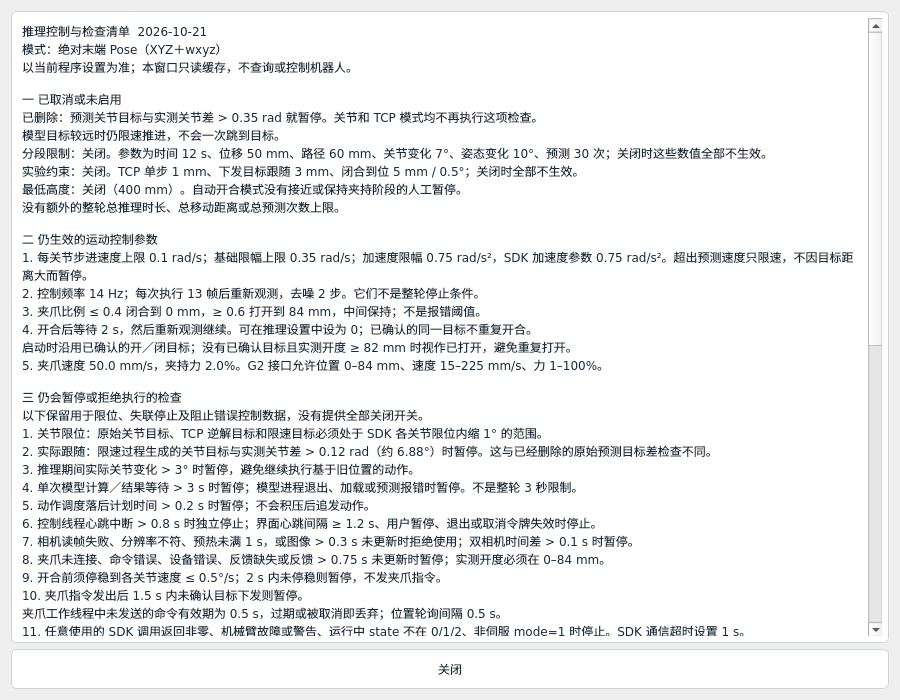 推理控制与检查清单  2026-10-21
模式：绝对末端 Pose（XYZ＋wxyz）
以当前程序设置为准；本窗口只读缓存，不查询或控制机器人。
一 已取消或未启用
已删除：预测关节目标与实测关节差 > 0.35 rad 就暂停。关节和 TCP 模式均不再执行这项检查。
模型目标较远时仍限速推进，不会一次跳到目标。
分段限制：关闭。参数为时间 12 s、位移 50 mm、路径 60 mm、关节变化 7°、姿态变化 10°、预测 30 次；关闭时这些数值全部不生效。
实验约束：关闭。TCP 单步 1 mm、下发目标跟随 3 mm、闭合到位 5 mm / 0.5°；关闭时全部不生效。
最低高度：关闭（400 mm）。自动开合模式没有接近或保持夹持阶段的人工暂停。
没有额外的整轮总推理时长、总移动距离或总预测次数上限。
二 仍生效的运动控制参数
1. 每关节步进速度上限 0.1 rad/s；基础限幅上限 0.35 rad/s；加速度限幅 0.75 rad/s²，SDK 加速度参数 0.75 rad/s²。超出预测速度只限速，不因目标距
离大而暂停。
2. 控制频率 14 Hz；每次执行 13 帧后重新观测，去噪 2 步。它们不是整轮停止条件。
3. 夹爪比例 ≤ 0.4 闭合到 0 mm，≥ 0.6 打开到 84 mm，中间保持；不是报错阈值。
4. 开合后等待 2 s，然后重新观测继续。可在推理设置中设为 0；已确认的同一目标不重复开合。
启动时沿用已确认的开／闭目标；没有已确认目标且实测开度 ≥ 82 mm 时视作已打开，避免重复打开。
5. 夹爪速度 50.0 mm/s，夹持力 2.0%。G2 接口允许位置 0–84 mm、速度 15–225 mm/s、力 1–100%。
三 仍会暂停或拒绝执行的检查
以下保留用于限位、失联停止及阻止错误控制数据，没有提供全部关闭开关。
1. 关节限位：原始关节目标、TCP 逆解目标和限速目标必须处于 SDK 各关节限位内缩 1° 的范围。
2. 实际跟随：限速过程生成的关节目标与实测关节差 > 0.12 rad（约 6.88°）时暂停。这与已经删除的原始预测目标差检查不同。
3. 推理期间实际关节变化 > 3° 时暂停，避免继续执行基于旧位置的动作。
4. 单次模型计算／结果等待 > 3 s 时暂停；模型进程退出、加载或预测报错时暂停。不是整轮 3 秒限制。
5. 动作调度落后计划时间 > 0.2 s 时暂停；不会积压后追发动作。
6. 控制线程心跳中断 > 0.8 s 时独立停止；界面心跳间隔 ≥ 1.2 s、用户暂停、退出或取消令牌失效时停止。
7. 相机读帧失败、分辨率不符、预热未满 1 s，或图像 > 0.3 s 未更新时拒绝使用；双相机时间差 > 0.1 s 时暂停。
8. 夹爪未连接、命令错误、设备错误、反馈缺失或反馈 > 0.75 s 未更新时暂停；实测开度必须在 0–84 mm。
9. 开合前须停稳到各关节速度 ≤ 0.5°/s；2 s 内未停稳则暂停，不发夹爪指令。
10. 夹爪指令发出后 1.5 s 内未确认目标下发则暂停。
夹爪工作线程中未发送的命令有效期为 0.5 s，过期或被取消即丢弃；位置轮询间隔 0.5 s。
11. 任意使用的 SDK 调用返回非零、机械臂故障或警告、运行中 state 不在 0/1/2、非伺服 mode=1 时停止。SDK 通信超时设置 1 s。
关闭